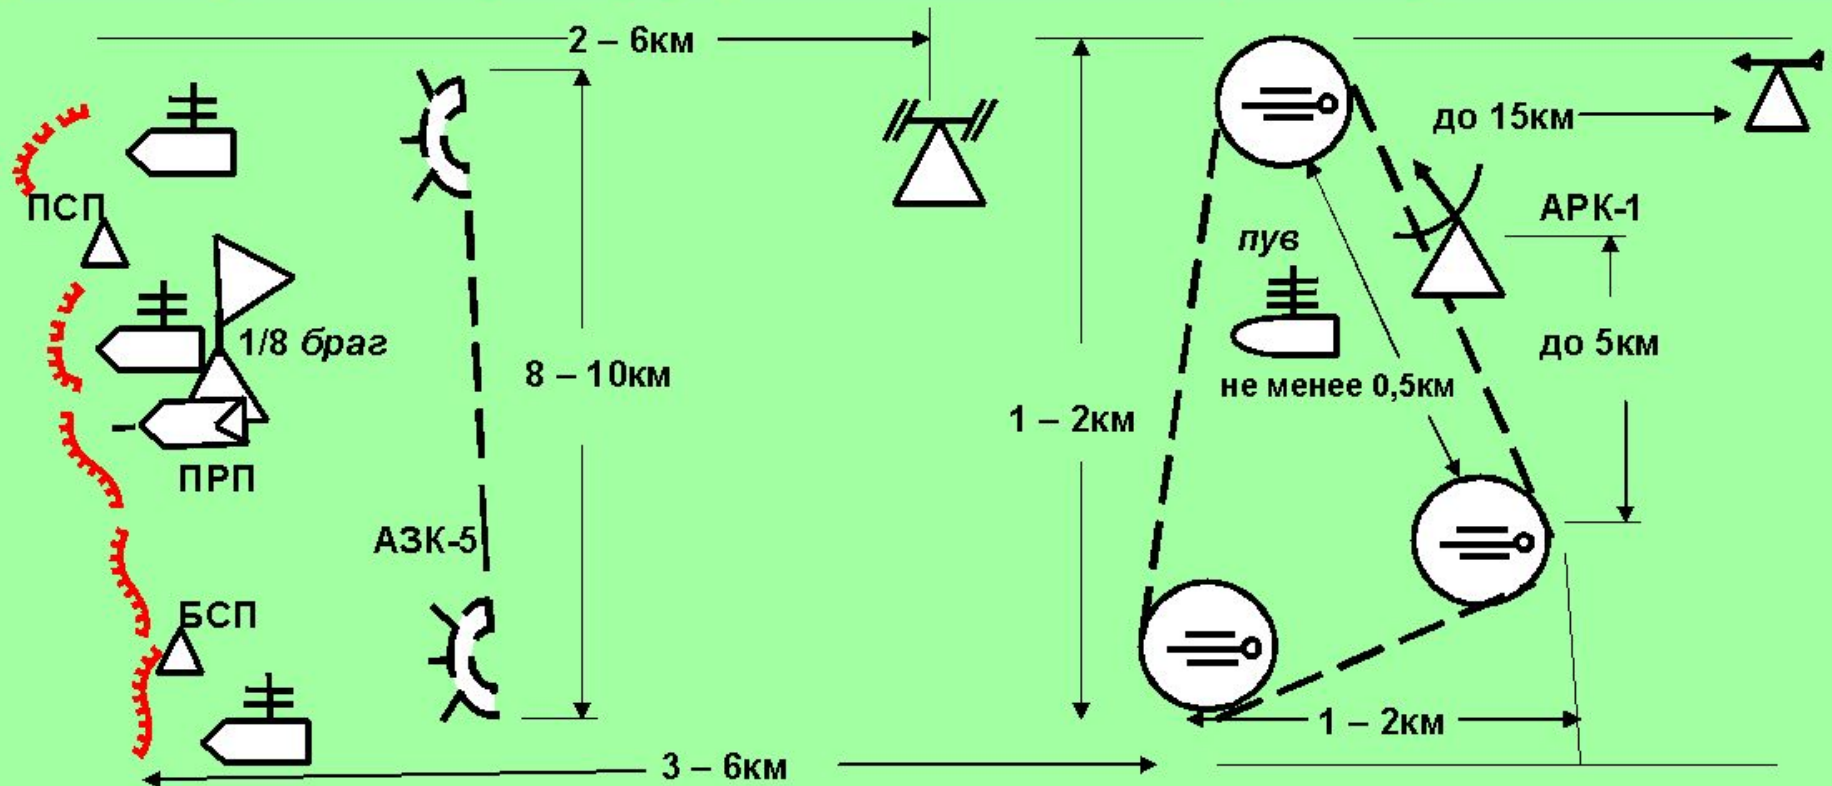 2 – 6км
до 15км
ПСП
АРК-1
пув
1/8 браг
8 – 10км
до 5км
не менее 0,5км
1 – 2км
ПРП
АЗК-5
БСП
1 – 2км
3 – 6км